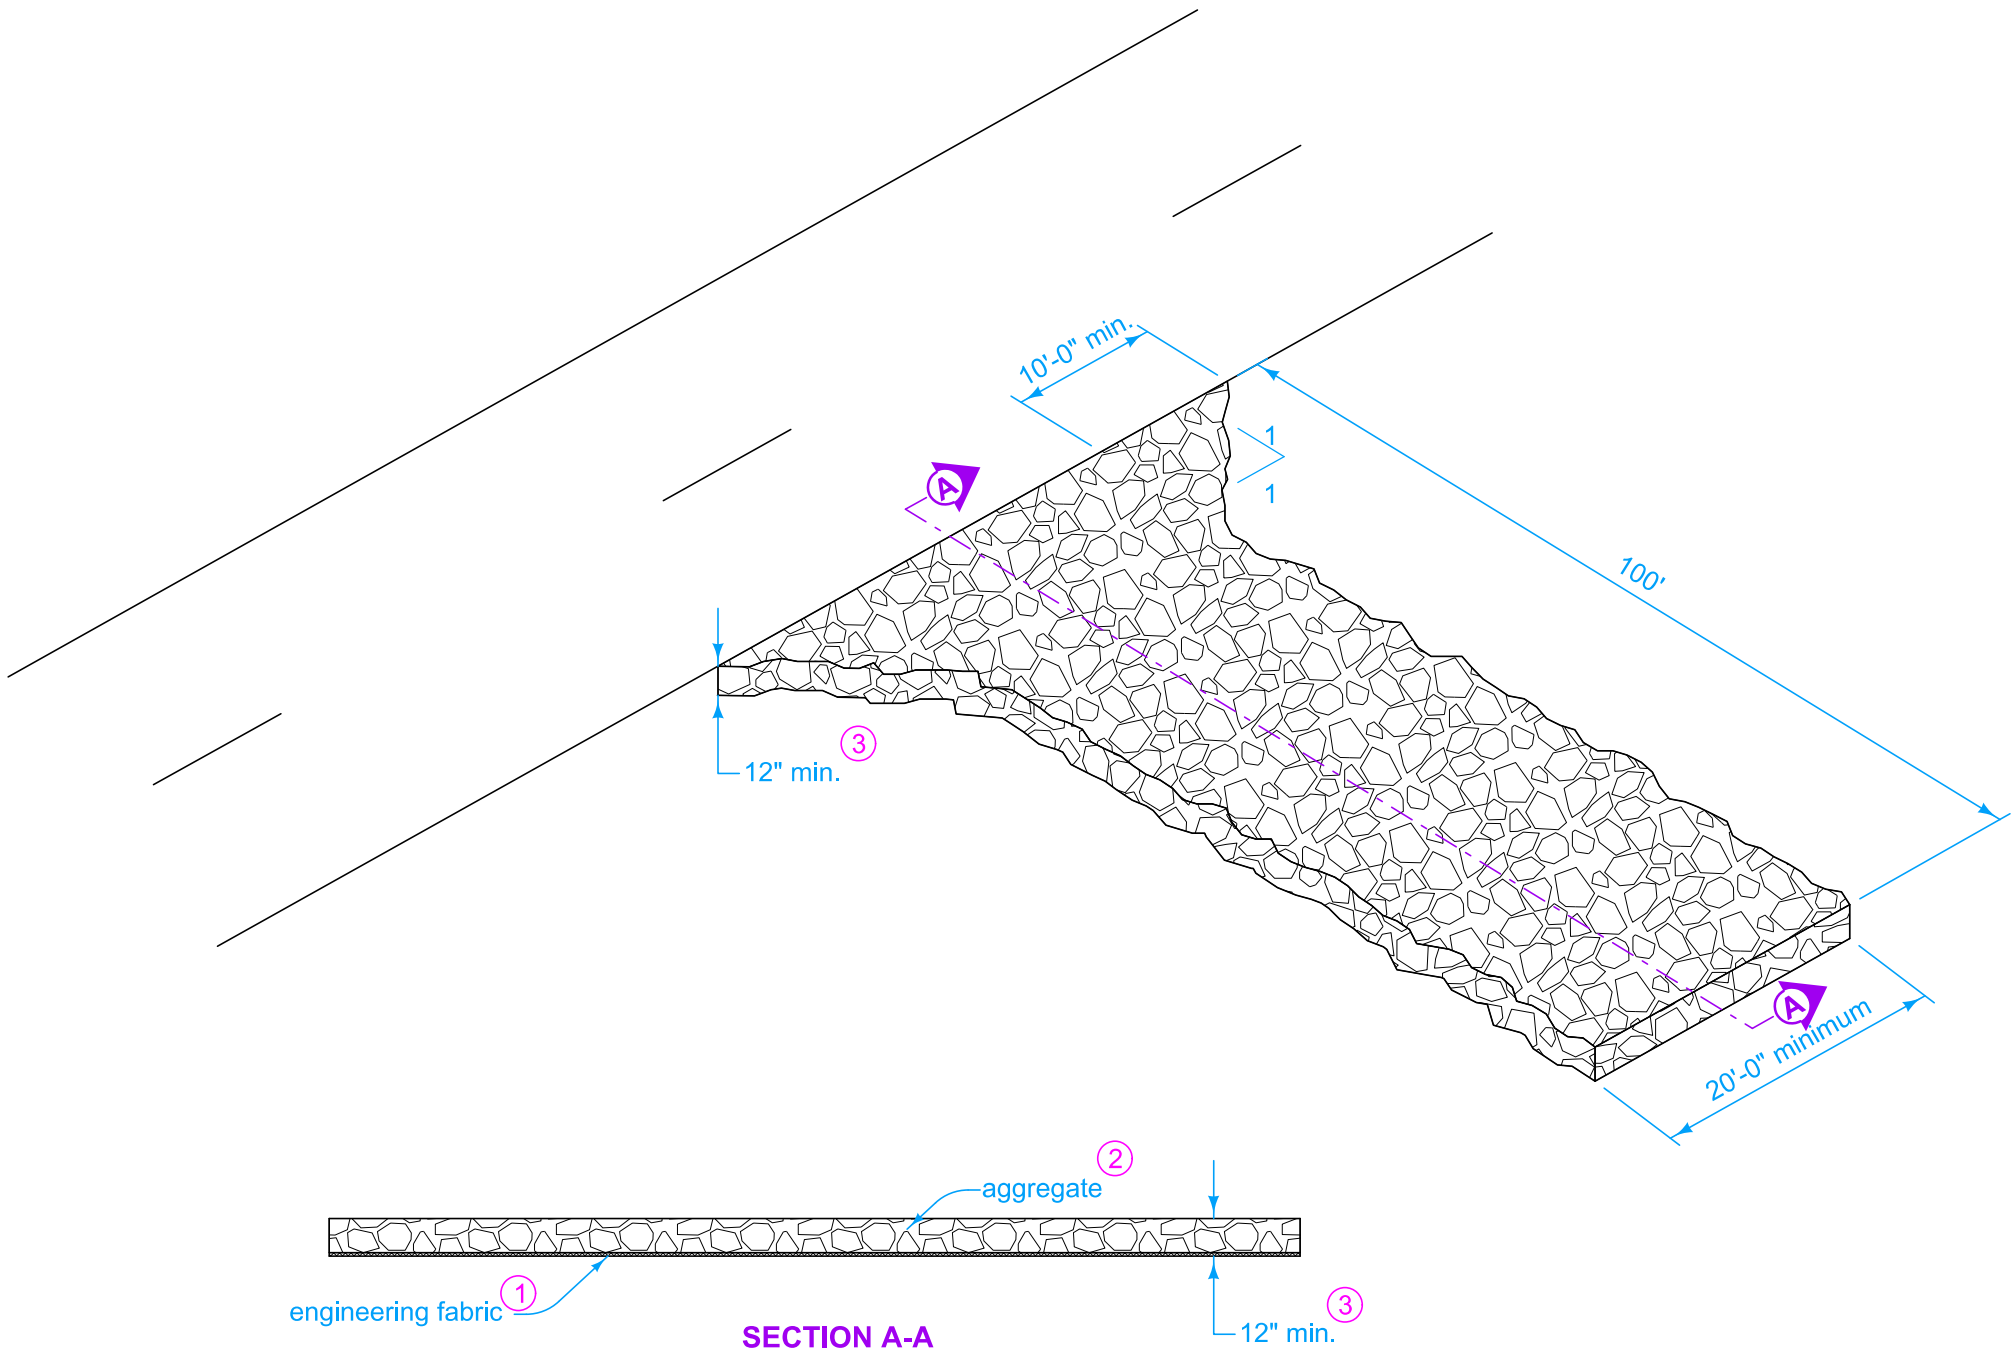 10'-0" min.
1
1
A
100'
3
12" min.
A
20'-0" minimum
2
aggregate
1
engineering fabric
3
12" min.
SECTION A-A